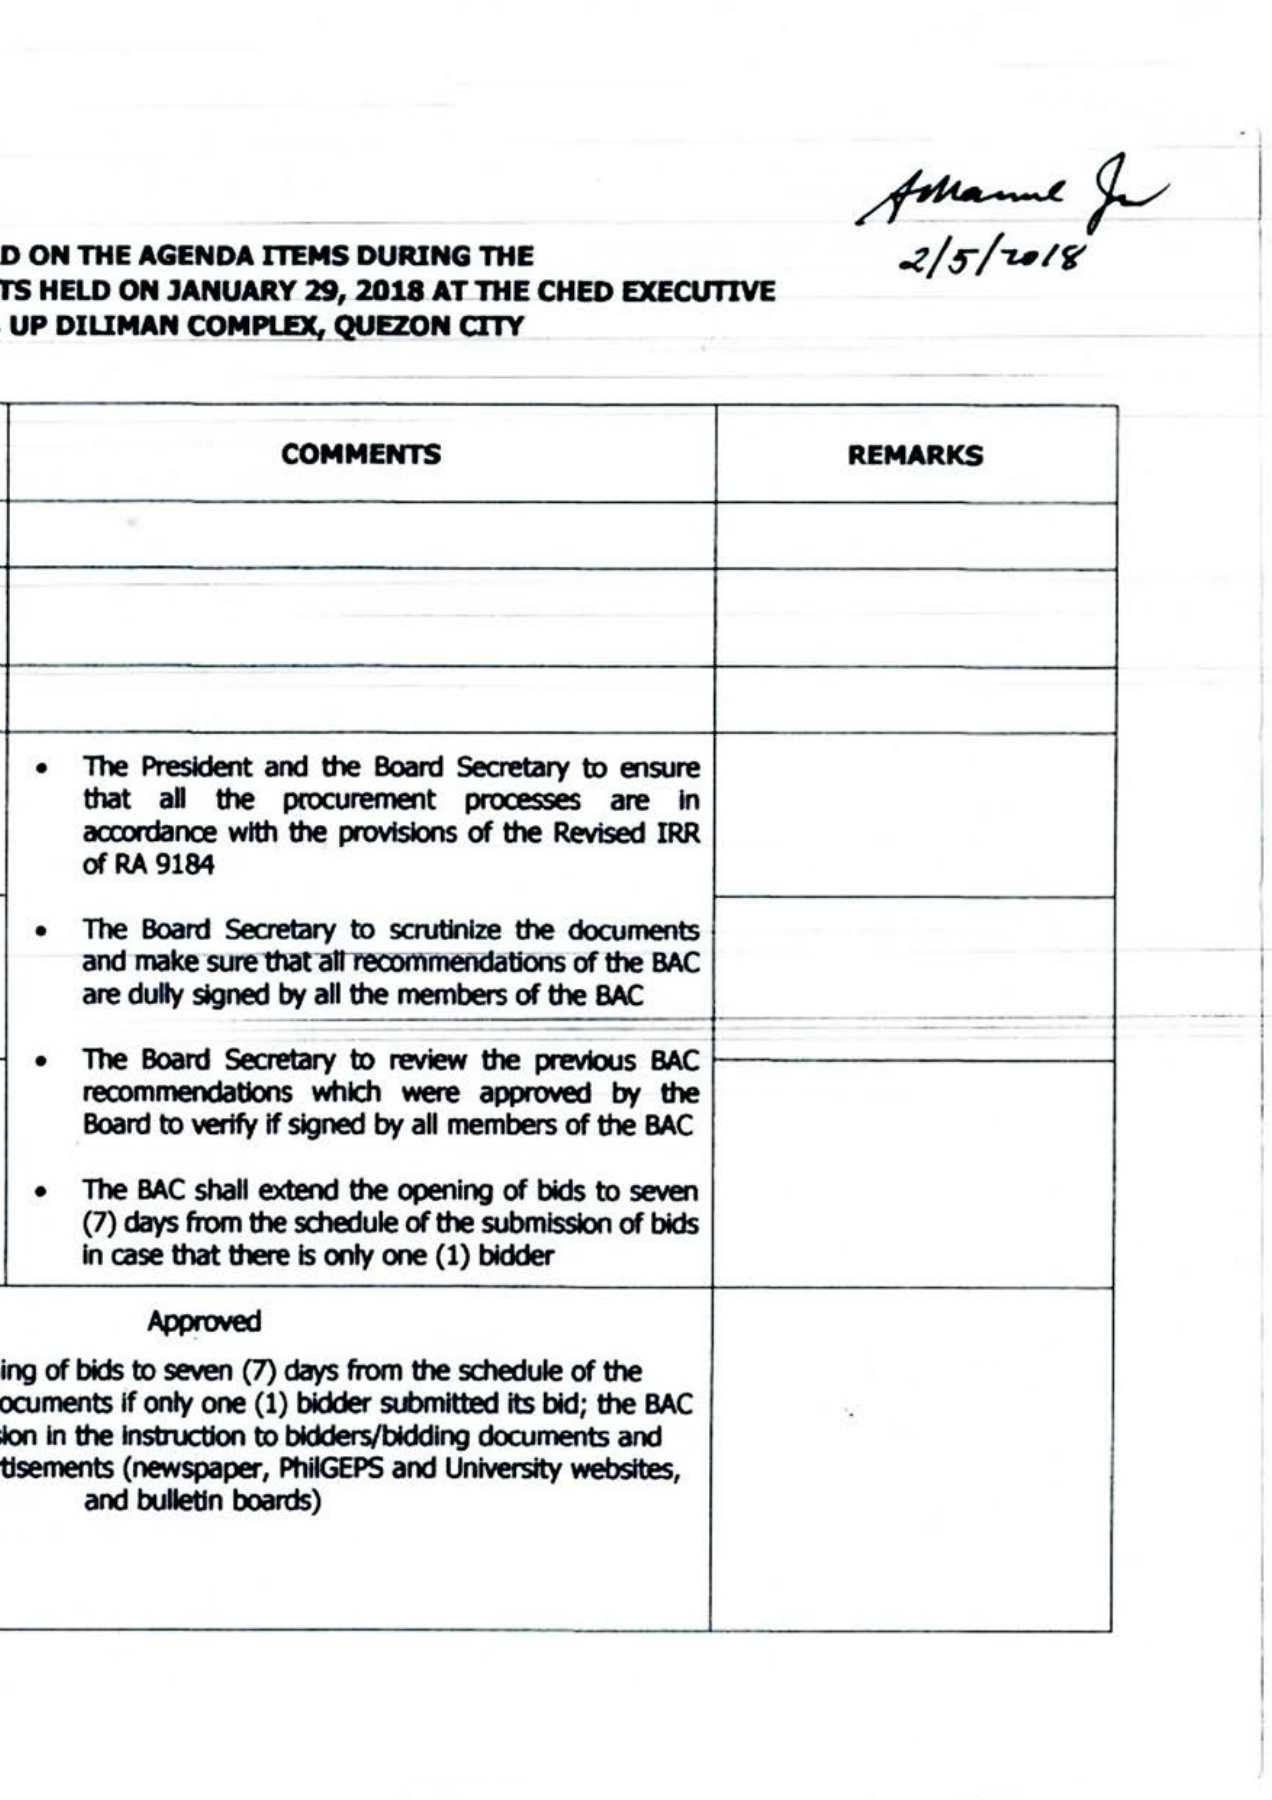 2/5/2018
D ON THE AGENDA ITEMS DURING THE
TS HELD ON JANUARY 29, 2018 AT THE CHED EXECUTIVE
UP DILIMAN COMPLEX, QUEZON CITY
COMMENTS
REMARKS
• The President and the Board Secretary to ensure
that all the procurement processes are in
accordance with the provisions of the Revised IRR
of RA 9184
• The Board Secretary to scrutinize the documents
and make sure that all recommendations of the BAC
are dully signed by all the members of the BAC
• The Board Secretary to review the previous BAC
recommendations which were approved by the
Board to verify if signed by all members of the BAC
• The BAC shall extend the opening of bids to seven
(7) days from the schedule of the submission of bids
in case that there is only one (1) bidder
Approved
ing of bids to seven (7) days from the schedule of the
ocuments if only one (1) bidder submitted its bid; the BAC
sion in the instruction to bidders/bidding documents and
tisements (newspaper, PhilGEPS and University websites,
and bulletin boards)